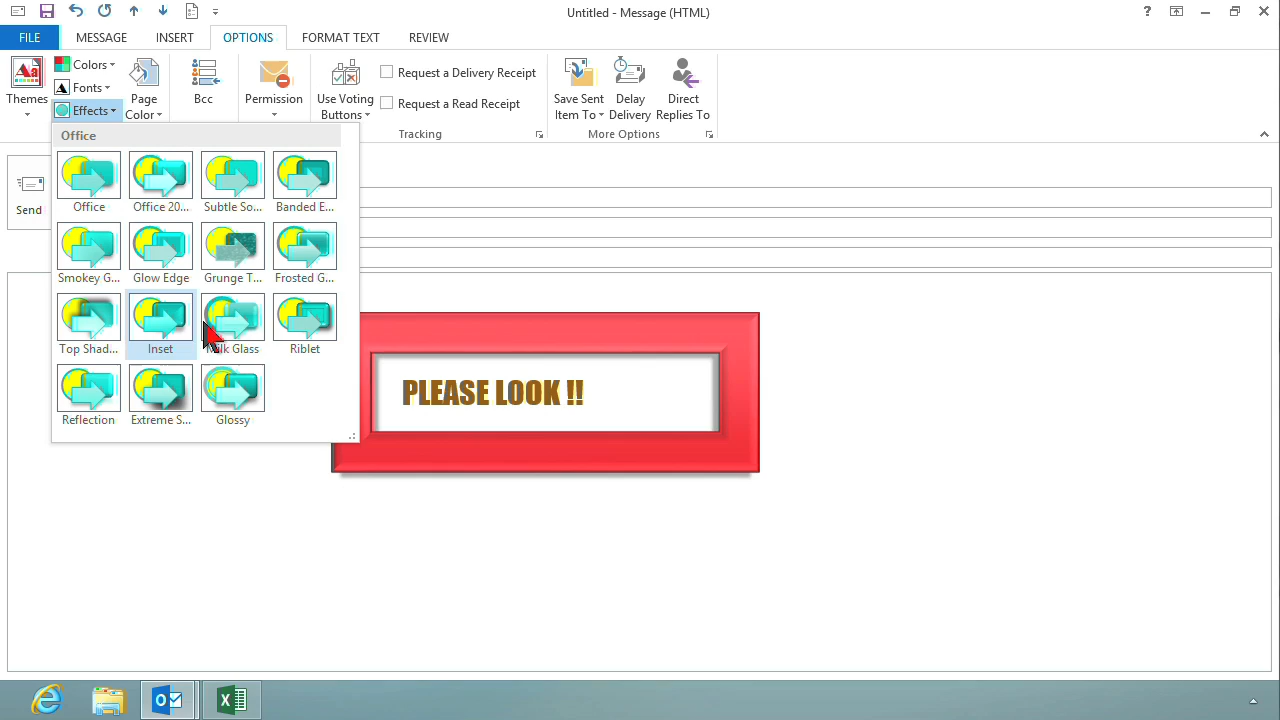 Untitled - Message (HTML)
?
FILE
MESSAGE
INSERT
OPTIONS
FORMAT TEXT
REVIEW
Themes
Colors
Fonts
Effects
Page
Color
Bcc
Permission
Use Voting
Buttons
Request a Delivery Receipt
Request a Read Receipt
Tracking
Save Sent
Item To
Delay
Delivery
Direct
Replies To
More Options
Send
Office
Office
Office 20...
Subtle So...
Banded E...
Smokey G...
Glow Edge
Grunge T...
Frosted G...
Top Shad...
Inset
Milk Glass
Riblet
Reflection
Extreme S...
Glossy
PLEASE LOOK !!